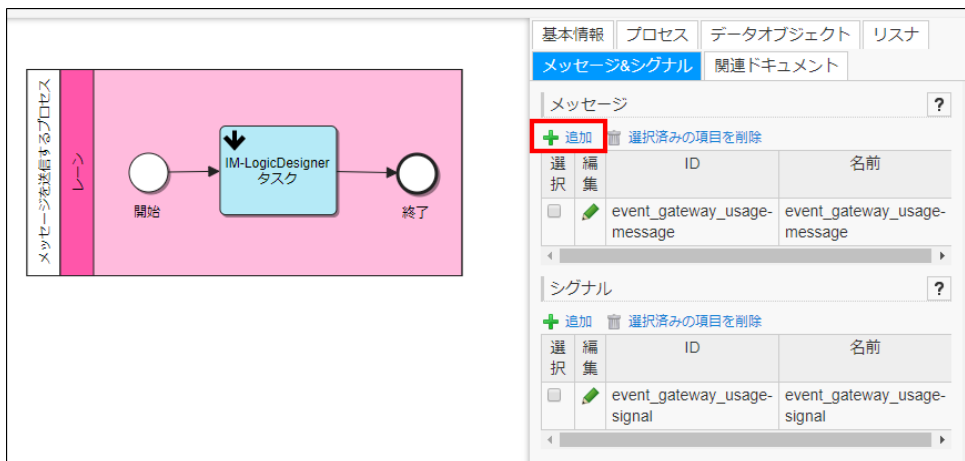 メッセージを送信するプロセス
レーン
開始
IM-LogicDesigner
タスク
終了
基本情報 プロセス データオブジェクト リスナ
メッセージ&シグナル 関連ドキュメント
メッセージ ?
追加 選択済みの項目を削除
選択 編集 ID 名前
event_gateway_usage- event_gateway_usage-
message message
シグナル ?
追加 選択済みの項目を削除
選択 編集 ID 名前
event_gateway_usage- event_gateway_usage-
signal signal